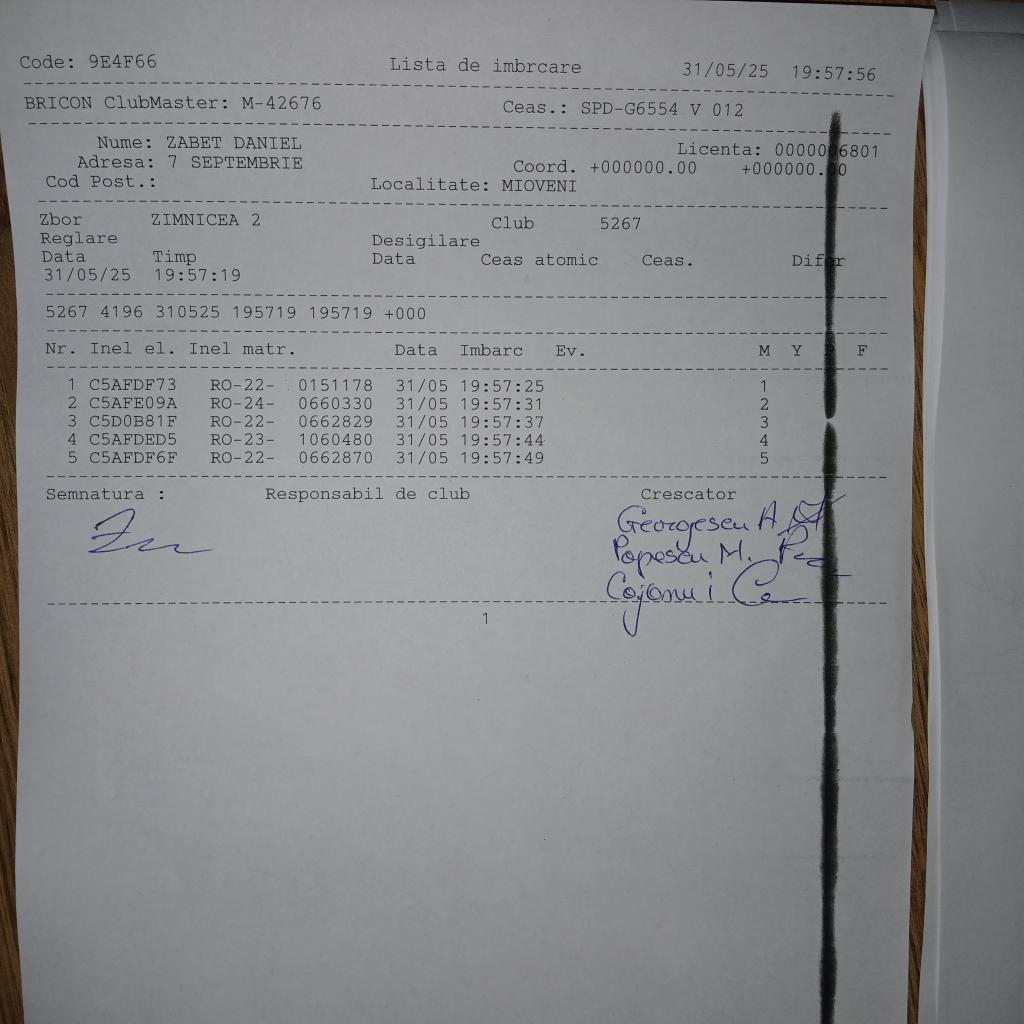 Code: 9E4F66 Lista de imbrcare 31/05/25 19:57:56
BRICON ClubMaster: M-42676 Ceas.: SPD-G6554 V 012
Nume: ZABET DANIEL Licenta: 0000006801
Adresa: 7 SEPTEMBRIE Coord. +000000.00 +000000.00
Cod Post.: Localitate: MIOVENI
Zbor ZIMNICEA 2 Club 5267
Reglare Desigilare
Data Timp Data Ceas atomic Ceas. Difer
31/05/25 19:57:19
5267 4196 310525 195719 195719 +000
Nr. Inel el. Inel matr. Data Imbarc Ev. M Y P F
1 C5AFDF73 RO-22- 0151178 31/05 19:57:25 1
2 C5AFE09A RO-24- 0660330 31/05 19:57:31 2
3 C5D0B81F RO-22- 0662829 31/05 19:57:37 3
4 C5AFDED5 RO-23- 1060480 31/05 19:57:44 4
5 C5AFDF6F RO-22- 0662870 31/05 19:57:49 5
Semnatura : Responsabil de club Crescator
Georgescu A
Popescu M.
1